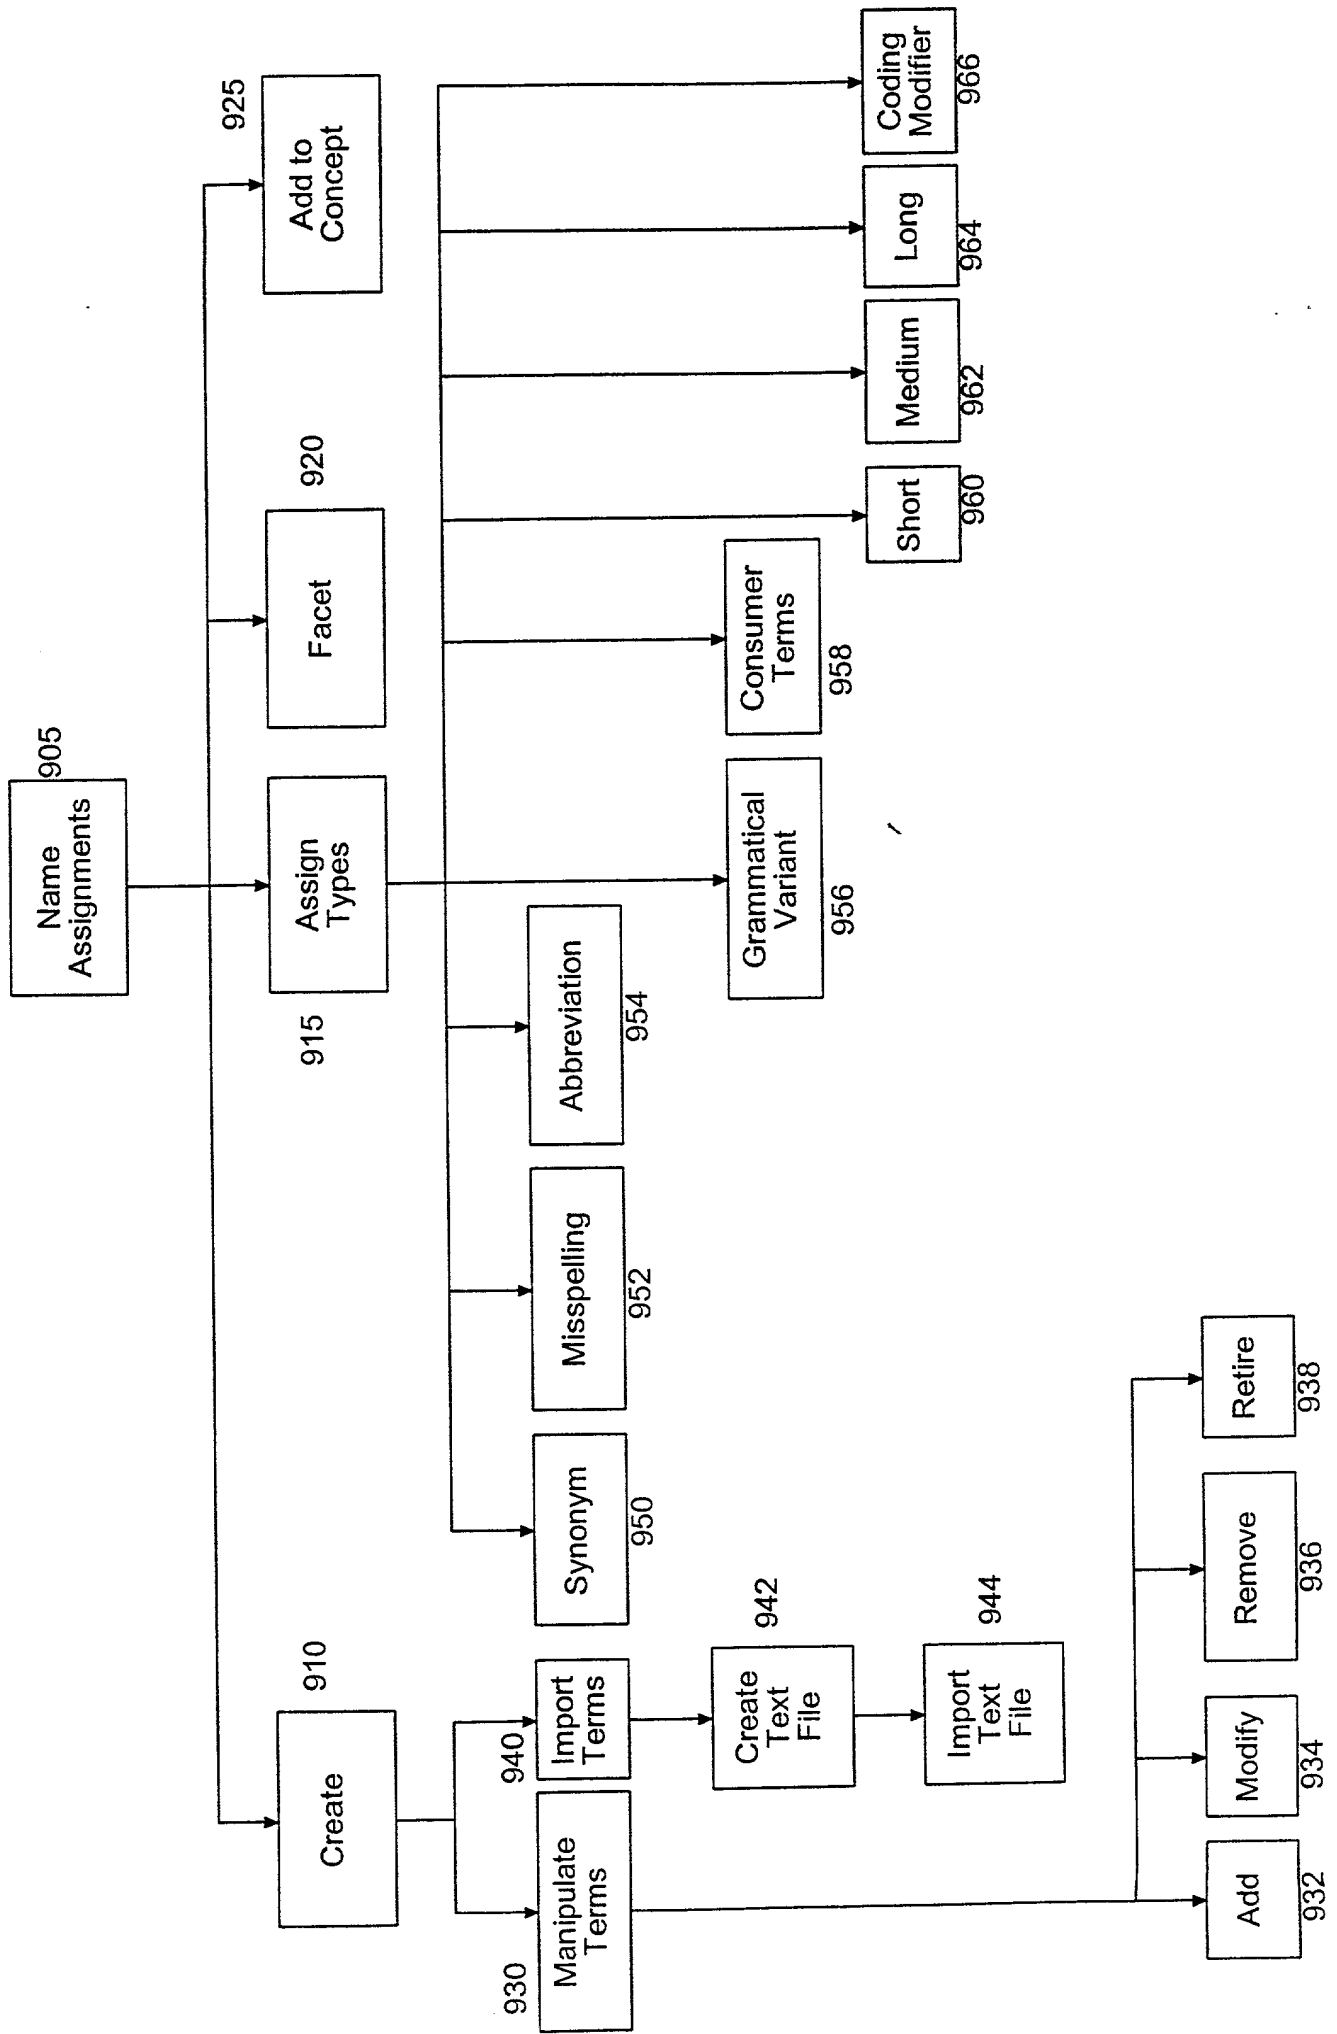 Name
Assignments
905
Create
910
Assign
Types
915
Facet
920
Add to
Concept
925
Manipulate
Terms
930
Import
Terms
940
Synonym
950
Misspelling
952
Abbreviation
954
Create
Text
File
942
Grammatical
Variant
956
Consumer
Terms
958
Short
960
Medium
962
Long
964
Coding
Modifier
966
Import
Text
File
944
Add
932
Modify
934
Remove
936
Retire
938